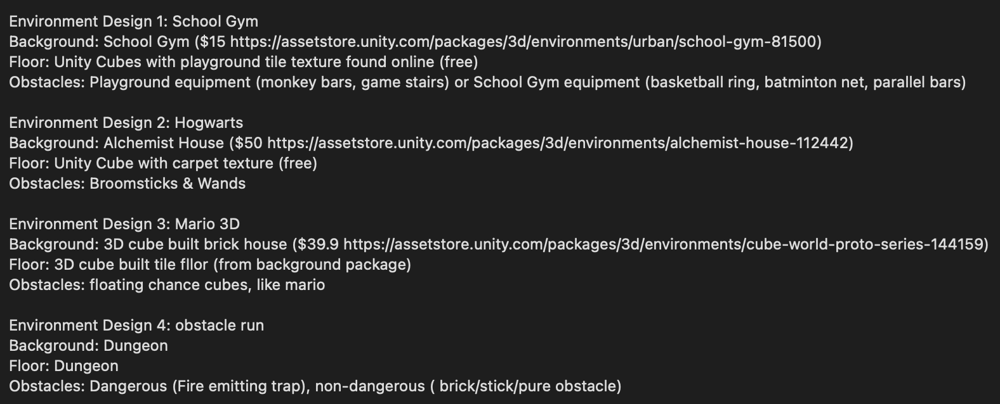 Environment Design 1: School Gym
Background: School Gym ($15 https://assetstore.unity.com/packages/3d/environments/urban/school-gym-81500)
Floor: Unity Cubes with playground tile texture found online (free)
Obstacles: Playground equipment (monkey bars, game stairs) or School Gym equipment (basketball ring, batminton net, parallel bars)
Environment Design 2: Hogwarts
Background: Alchemist House ($50 https://assetstore.unity.com/packages/3d/environments/alchemist-house-112442)
Floor: Unity Cube with carpet texture (free)
Obstacles: Broomsticks & Wands
Environment Design 3: Mario 3D
Background: 3D cube built brick house ($39.9 https://assetstore.unity.com/packages/3d/environments/cube-world-proto-series-144159)
Floor: 3D cube built tile fllor (from background package)
Obstacles: floating chance cubes, like mario
Environment Design 4: obstacle run
Background: Dungeon
Floor: Dungeon
Obstacles: Dangerous (Fire emitting trap), non-dangerous ( brick/stick/pure obstacle)